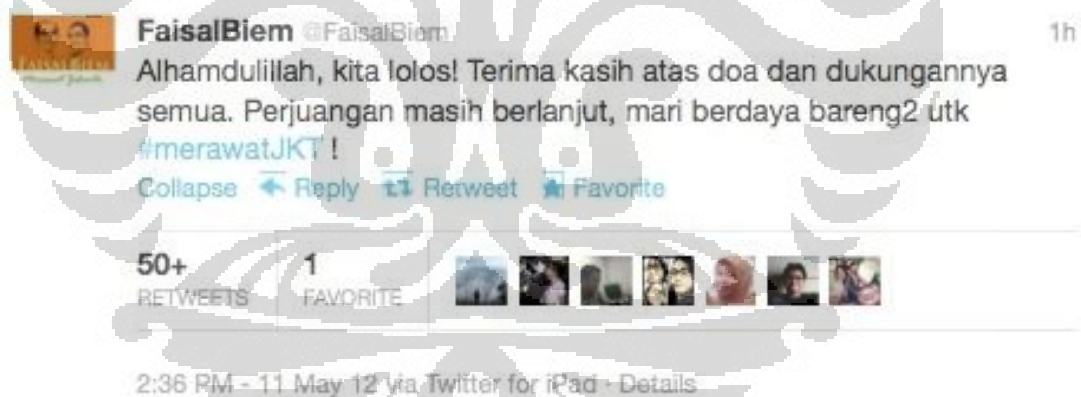 FaisalBiem @FaisalBiem 1h
Alhamdulillah, kita lolos! Terima kasih atas doa dan dukungannya
semua. Perjuangan masih berlanjut, mari berdaya bareng2 utk
#merawatJKT !
Collapse Reply Retweet Favorite
50+ 1
RETWEETS FAVORITE
2:36 PM - 11 May 12 via Twitter for iPad · Details